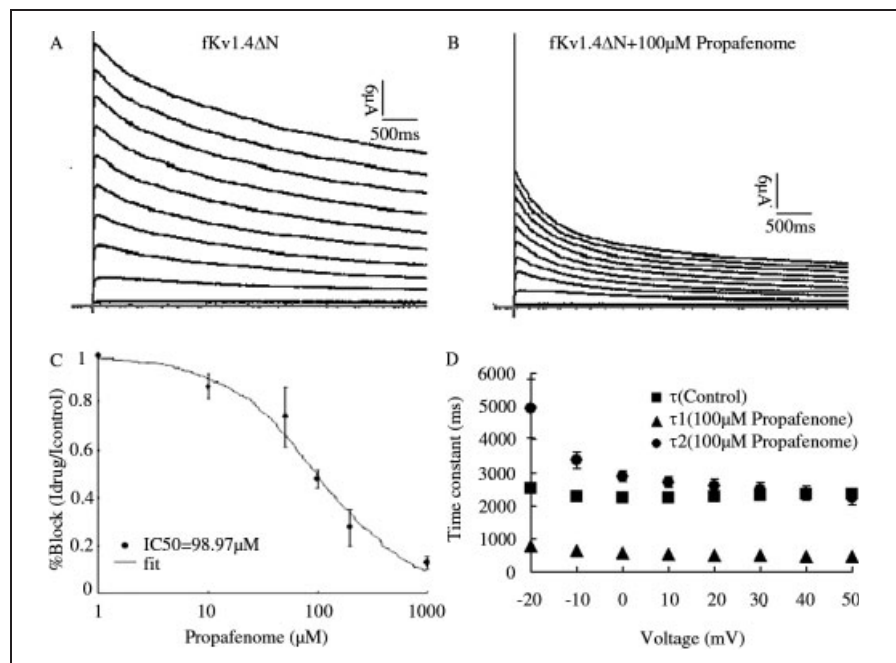 A
fKv1.4ΔN
6μA
500ms
B
fKv1.4ΔN+100μM Propafenome
6μA
500ms
C
%Block (Idrug/Icontrol)
1
0.8
0.6
0.4
0.2
0
IC50=98.97μM
fit
1
10
100
1000
Propafenome (μM)
D
Time constant (ms)
6000
5000
4000
3000
2000
1000
0
τ(Control)
τ1(100μM Propafenone)
τ2(100μM Propafenome)
-20
-10
0
10
20
30
40
50
Voltage (mV)